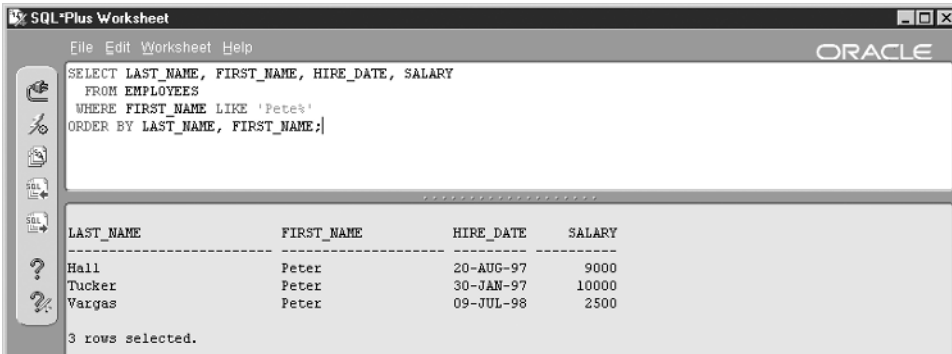 SQL*Plus Worksheet
File Edit Worksheet Help
ORACLE
SELECT LAST_NAME, FIRST_NAME, HIRE_DATE, SALARY
FROM EMPLOYEES
WHERE FIRST_NAME LIKE 'Pete%'
ORDER BY LAST_NAME, FIRST_NAME;
SQL
SQL
LAST_NAME FIRST_NAME HIRE_DATE SALARY
------------------------- -------------------- --------- ----------
Hall Peter 20-AUG-97 9000
Tucker Peter 30-JAN-97 10000
Vargas Peter 09-JUL-98 2500
3 rows selected.